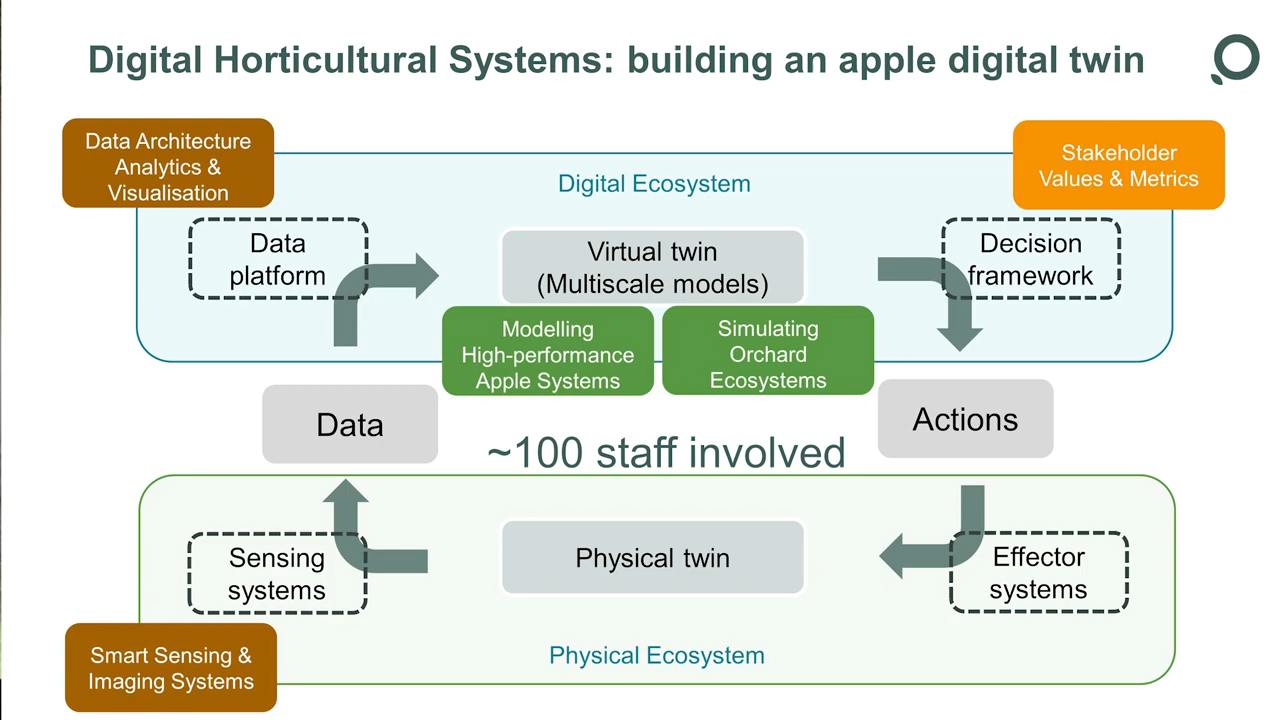 Digital Horticultural Systems: building an apple digital twin
Data Architecture
Analytics &
Visualisation
Stakeholder
Values & Metrics
Digital Ecosystem
Data
platform
Virtual twin
(Multiscale models)
Decision
framework
Modelling
High-performance
Apple Systems
Simulating
Orchard
Ecosystems
Data
Actions
~100 staff involved
Sensing
systems
Physical twin
Effector
systems
Physical Ecosystem
Smart Sensing &
Imaging Systems